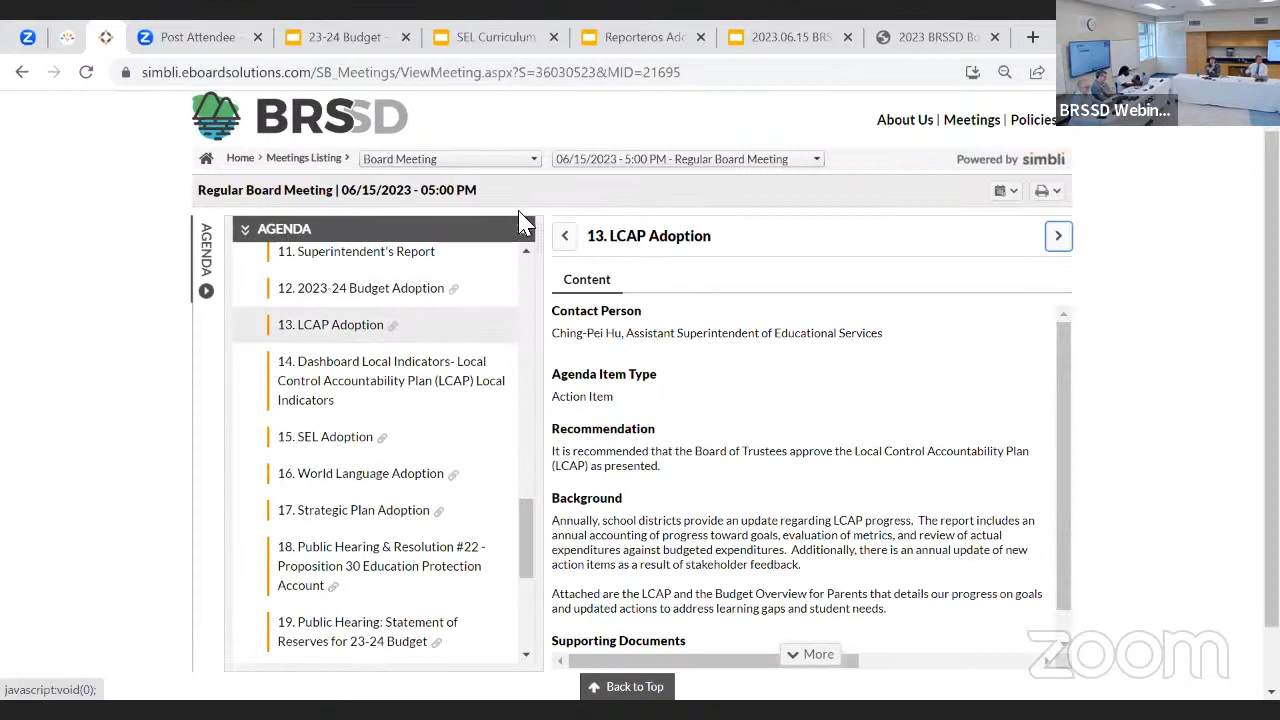 Post Attendee
23-24 Budget
SEL Curriculum
Reporteros Ado
2023.06.15 BRS
2023 BRSSD Bo
simbli.eboardsolutions.com/SB_Meetings/ViewMeeting.aspx?S=36030523&MID=21695
BRSSD Webin...
BRSSD
About Us | Meetings | Policies
Home > Meetings Listing >
Board Meeting
06/15/2023 - 5:00 PM - Regular Board Meeting
Powered by simbli
Regular Board Meeting | 06/15/2023 - 05:00 PM
AGENDA
AGENDA
11. Superintendent's Report
12. 2023-24 Budget Adoption
13. LCAP Adoption
14. Dashboard Local Indicators- Local
Control Accountability Plan (LCAP) Local
Indicators
15. SEL Adoption
16. World Language Adoption
17. Strategic Plan Adoption
18. Public Hearing & Resolution #22 -
Proposition 30 Education Protection
Account
19. Public Hearing: Statement of
Reserves for 23-24 Budget
13. LCAP Adoption
Content
Contact Person
Ching-Pei Hu, Assistant Superintendent of Educational Services
Agenda Item Type
Action Item
Recommendation
It is recommended that the Board of Trustees approve the Local Control Accountability Plan
(LCAP) as presented.
Background
Annually, school districts provide an update regarding LCAP progress. The report includes an
annual accounting of progress toward goals, evaluation of metrics, and review of actual
expenditures against budgeted expenditures. Additionally, there is an annual update of new
action items as a result of stakeholder feedback.
Attached are the LCAP and the Budget Overview for Parents that details our progress on goals
and updated actions to address learning gaps and student needs.
Supporting Documents
More
Back to Top
javascript:void(0);
zoom